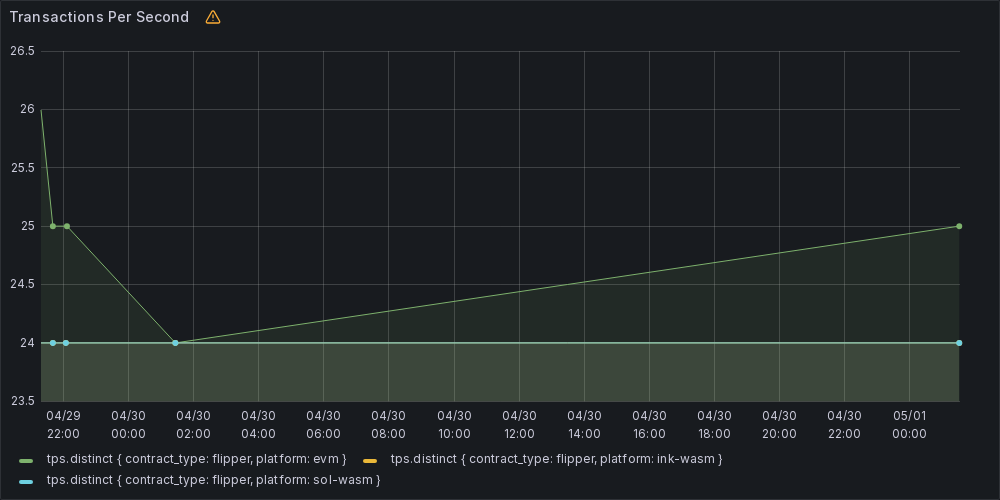 Transactions Per Second
26.5
26
25.5
25
24.5
24
23.5
04/29 04/30 04/30 04/30 04/30 04/30 04/30 04/30 04/30 04/30 04/30 04/30 04/30 05/01
22:00 00:00 02:00 04:00 06:00 08:00 10:00 12:00 14:00 16:00 18:00 20:00 22:00 00:00
tps.distinct { contract_type: flipper, platform: evm } tps.distinct { contract_type: flipper, platform: ink-wasm }
tps.distinct { contract_type: flipper, platform: sol-wasm }